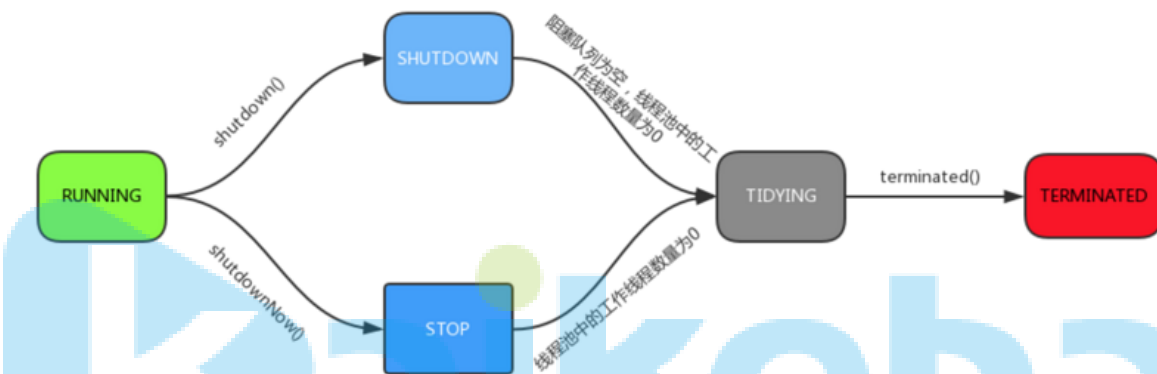 SHUTDOWN
阻塞队列为空，线程池中的工
作线程数量为0
shutdown()
RUNNING
TIDYING
terminated()
TERMINATED
shutdownNow()
STOP
线程池中的工作线程数量为0
kaikeba